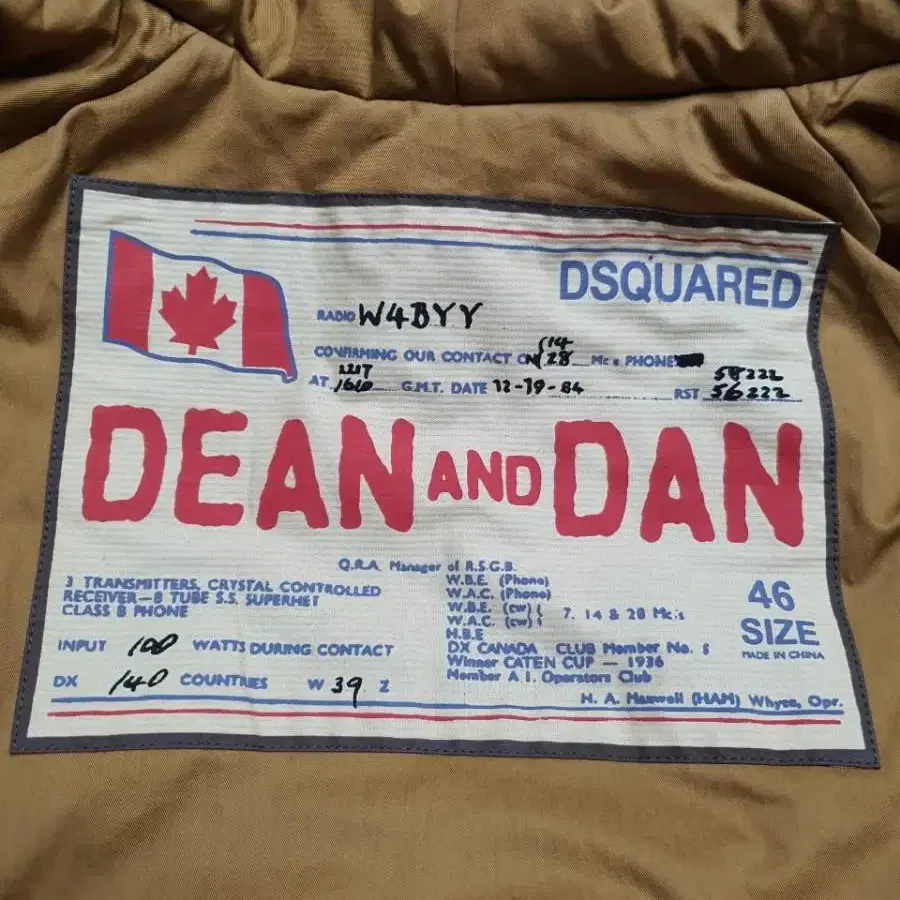 DSQUARED
RADIO W4BYY
14
CONFIRMING OUR CONTACT ON 28 Mc s PHONE
AT G.M.T. DATE 12-19-84 RST 58222
56222
DEAN AND DAN
Q.R.A. Manager of R.S.G.B.
3 TRANSMITTERS, CRYSTAL CONTROLLED
RECEIVER—8 TUBE S.S. SUPERHET
CLASS B PHONE
W.B.E. (Phone)
W.A.C. (Phone)
W.B.E. (cw)
W.A.C. (cw)
7. 14 & 28 Mc.s
H.B.E
DX CANADA CLUB Member No. 5
Winner CATEN CUP — 1936
Member A 1. Operators Club
INPUT 100 WATTS DURING CONTACT
DX 140 COUNTRIES W 39 Z
46
SIZE
MADE IN CHINA
H. A. Maxwell (HAM) Whyce, Opr.